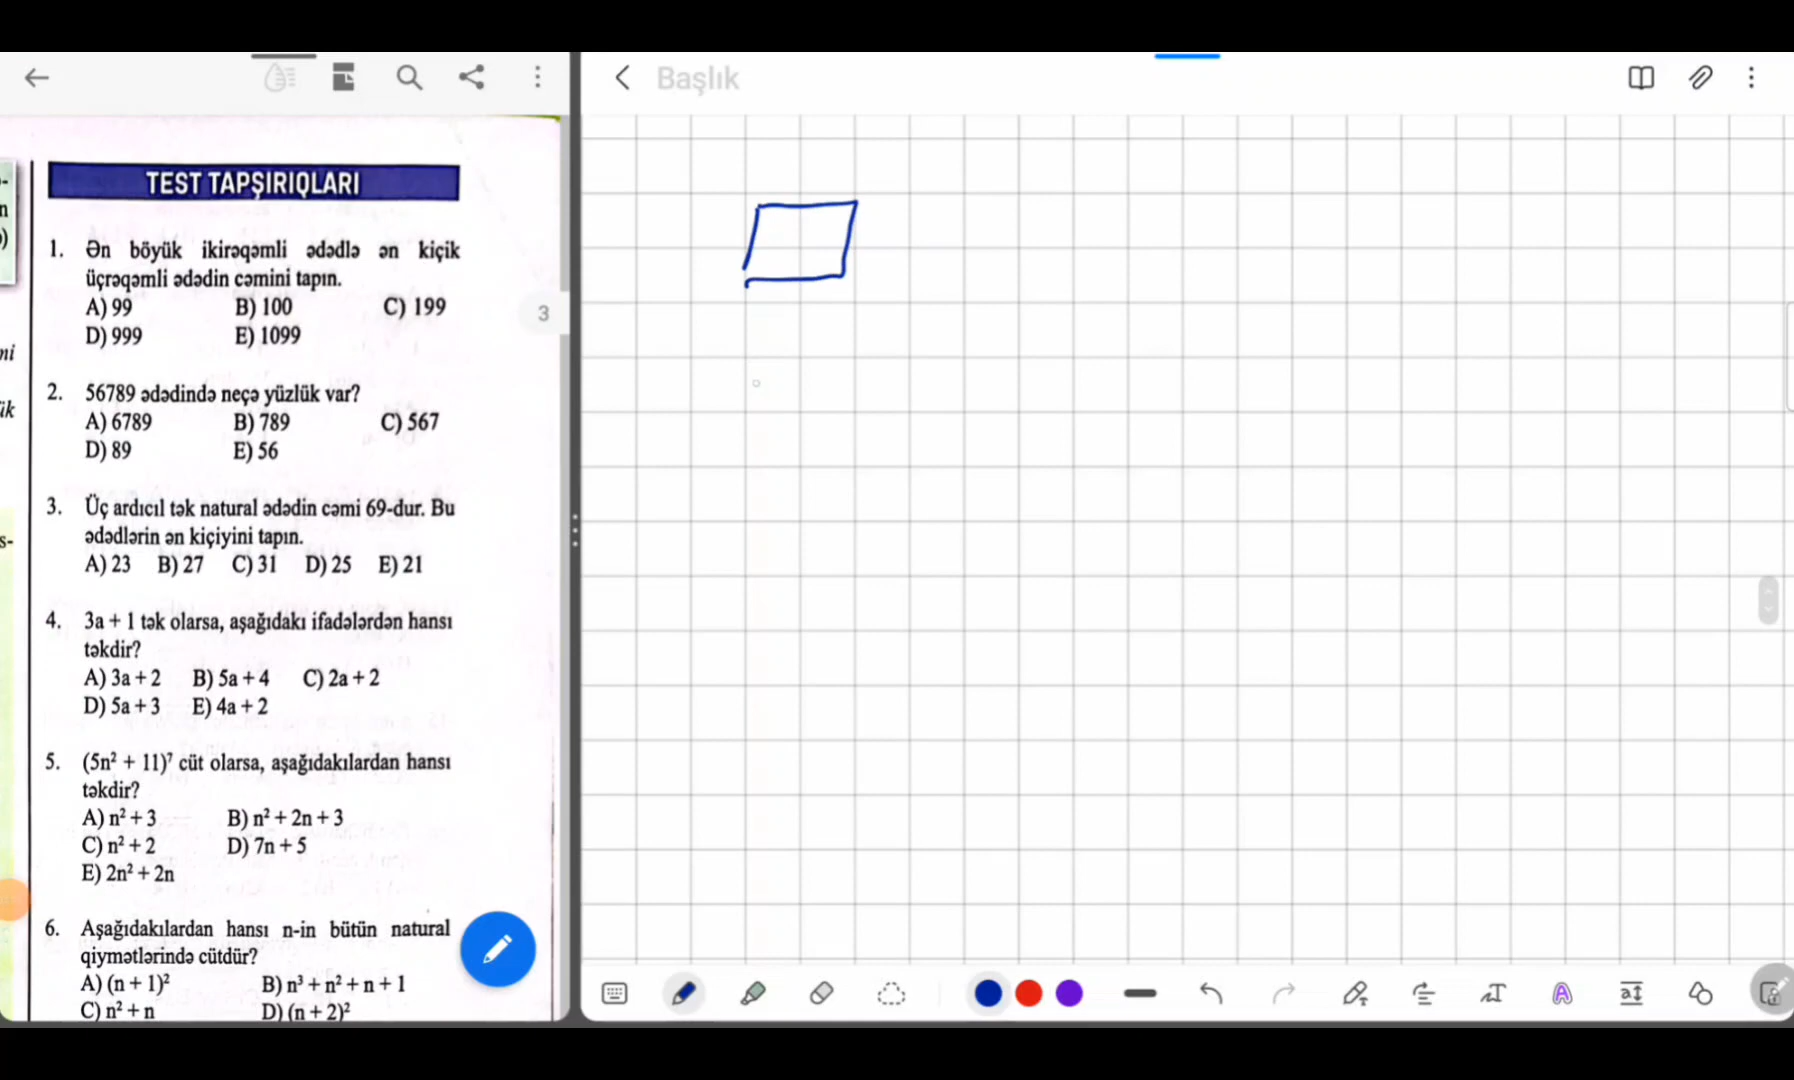 Başlık
TEST TAPŞIRIQLARI
1. Ən böyük ikirəqəmli ədədlə ən kiçik
üçrəqəmli ədədin cəmini tapın.
A) 99 B) 100 C) 199
D) 999 E) 1099
3
2. 56789 ədədində neçə yüzlük var?
A) 6789 B) 789 C) 567
D) 89 E) 56
3. Üç ardıcıl tək natural ədədin cəmi 69-dur. Bu
ədədlərin ən kiçiyini tapın.
A) 23 B) 27 C) 31 D) 25 E) 21
4. 3a + 1 tək olarsa, aşağıdakı ifadələrdən hansı
təkdir?
A) 3a + 2 B) 5a + 4 C) 2a + 2
D) 5a + 3 E) 4a + 2
5. (5n² + 11)⁷ cüt olarsa, aşağıdakılardan hansı
təkdir?
A) n² + 3 B) n² + 2n + 3
C) n² + 2 D) 7n + 5
E) 2n² + 2n
6. Aşağıdakılardan hansı n-in bütün natural
qiymətlərində cütdür?
A) (n + 1)² B) n³ + n² + n + 1
C) n² + n D) (n + 2)²